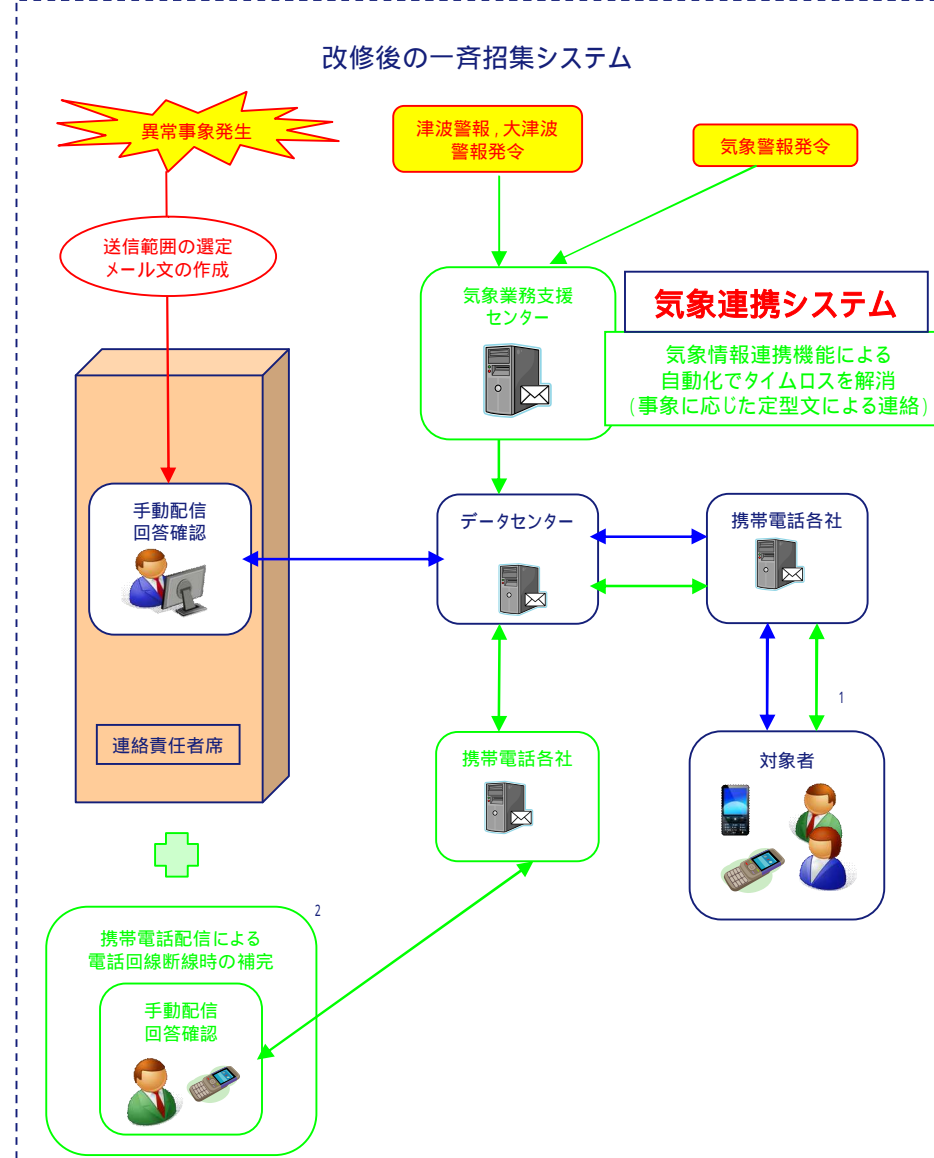 改修後の一斉招集システム
異常事象発生
津波警報,大津波
警報発令
気象警報発令
送信範囲の選定
メール文の作成
気象業務支援
センター
気象連携システム
気象情報連携機能による
自動化でタイムロスを解消
(事象に応じた定型文による連絡)
手動配信
回答確認
データセンター
携帯電話各社
1
連絡責任者席
携帯電話各社
対象者
2
携帯電話配信による
電話回線断線時の補完
手動配信
回答確認